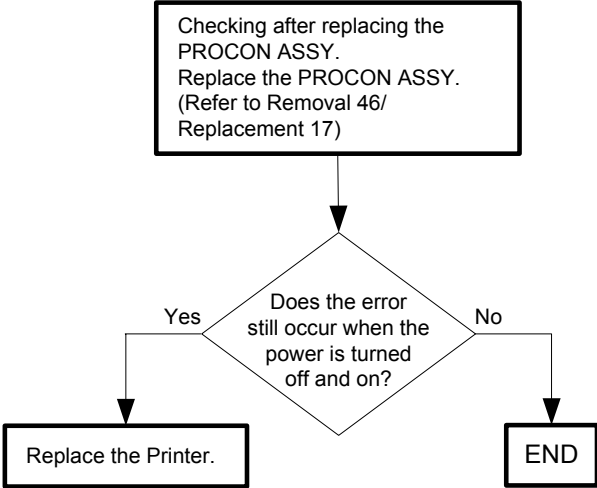 Checking after replacing the
PROCON ASSY.
Replace the PROCON ASSY.
(Refer to Removal 46/
Replacement 17)
Does the error
still occur when the
power is turned
off and on?
Yes
No
Replace the Printer.
END